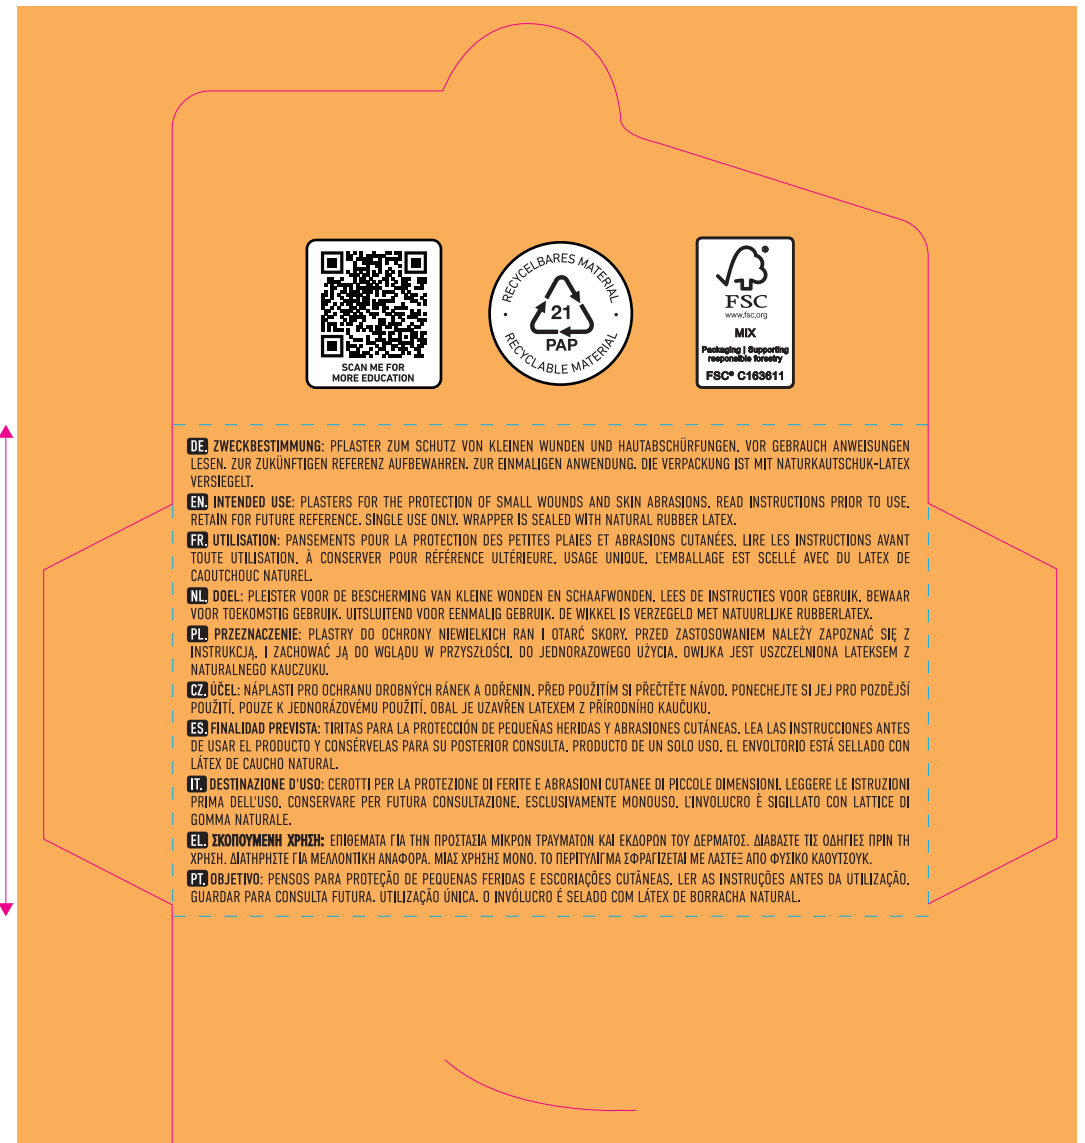 SCAN ME FOR
MORE EDUCATION
RECYCELBARES MATERIAL
21
PAP
RECYCLABLE MATERIAL
®
FSC
www.fsc.org
MIX
Packaging | Supporting
responsible forestry
FSC® C163611
DE. ZWECKBESTIMMUNG: PFLASTER ZUM SCHUTZ VON KLEINEN WUNDEN UND HAUTABSCHÜRFUNGEN. VOR GEBRAUCH ANWEISUNGEN
LESEN. ZUR ZUKÜNFTIGEN REFERENZ AUFBEWAHREN. ZUR EINMALIGEN ANWENDUNG. DIE VERPACKUNG IST MIT NATURKAUTSCHUK-LATEX
VERSIEGELT.
EN. INTENDED USE: PLASTERS FOR THE PROTECTION OF SMALL WOUNDS AND SKIN ABRASIONS. READ INSTRUCTIONS PRIOR TO USE.
RETAIN FOR FUTURE REFERENCE. SINGLE USE ONLY. WRAPPER IS SEALED WITH NATURAL RUBBER LATEX.
FR. UTILISATION: PANSEMENTS POUR LA PROTECTION DES PETITES PLAIES ET ABRASIONS CUTANÉES. LIRE LES INSTRUCTIONS AVANT
TOUTE UTILISATION. À CONSERVER POUR RÉFÉRENCE ULTÉRIEURE. USAGE UNIQUE. L'EMBALLAGE EST SCELLÉ AVEC DU LATEX DE
CAOUTCHOUC NATUREL.
NL. DOEL: PLEISTER VOOR DE BESCHERMING VAN KLEINE WONDEN EN SCHAAFWONDEN. LEES DE INSTRUCTIES VOOR GEBRUIK. BEWAAR
VOOR TOEKOMSTIG GEBRUIK. UITSLUITEND VOOR EENMALIG GEBRUIK. DE WIKKEL IS VERZEGELD MET NATUURLIJKE RUBBERLATEX.
PL. PRZEZNACZENIE: PLASTRY DO OCHRONY NIEWIELKICH RAN I OTARĆ SKORY. PRZED ZASTOSOWANIEM NALEŻY ZAPOZNAĆ SIĘ Z
INSTRUKCJĄ. I ZACHOWAĆ JĄ DO WGLĄDU W PRZYSZŁOŚCI. DO JEDNORAZOWEGO UŻYCIA. OWIJKA JEST USZCZELNIONA LATEKSEM Z
NATURALNEGO KAUCZUKU.
CZ. ÚČEL: NÁPLASTI PRO OCHRANU DROBNÝCH RÁNEK A ODŘENIN. PŘED POUŽITÍM SI PŘEČTĚTE NÁVOD. PONECHEJTE SI JEJ PRO POZDĚJŠÍ
POUŽITÍ. POUZE K JEDNORÁZOVÉMU POUŽITÍ. OBAL JE UZAVŘEN LATEXEM Z PŘÍRODNÍHO KAUČUKU.
ES. FINALIDAD PREVISTA: TIRITAS PARA LA PROTECCIÓN DE PEQUEÑAS HERIDAS Y ABRASIONES CUTÁNEAS. LEA LAS INSTRUCCIONES ANTES
DE USAR EL PRODUCTO Y CONSÉRVELAS PARA SU POSTERIOR CONSULTA. PRODUCTO DE UN SOLO USO. EL ENVOLTORIO ESTÁ SELLADO CON
LÁTEX DE CAUCHO NATURAL.
IT. DESTINAZIONE D'USO: CEROTTI PER LA PROTEZIONE DI FERITE E ABRASIONI CUTANEE DI PICCOLE DIMENSIONI. LEGGERE LE ISTRUZIONI
PRIMA DELL'USO. CONSERVARE PER FUTURA CONSULTAZIONE. ESCLUSIVAMENTE MONOUSO. L'INVOLUCRO È SIGILLATO CON LATTICE DI
GOMMA NATURALE.
EL. ΣΚΟΠΟΥΜΕΝΗ ΧΡΗΣΗ: ΕΠΙΘΕΜΑΤΑ ΓΙΑ ΤΗΝ ΠΡΟΣΤΑΣΙΑ ΜΙΚΡΩΝ ΤΡΑΥΜΑΤΩΝ ΚΑΙ ΕΚΔΟΡΩΝ ΤΟΥ ΔΕΡΜΑΤΟΣ. ΔΙΑΒΑΣΤΕ ΤΙΣ ΟΔΗΓΙΕΣ ΠΡΙΝ ΤΗ
ΧΡΗΣΗ. ΔΙΑΤΗΡΗΣΤΕ ΓΙΑ ΜΕΛΛΟΝΤΙΚΗ ΑΝΑΦΟΡΑ. ΜΙΑΣ ΧΡΗΣΗΣ ΜΟΝΟ. ΤΟ ΠΕΡΙΤΥΛΙΓΜΑ ΣΦΡΑΓΙΖΕΤΑΙ ΜΕ ΛΑΣΤΕΞ ΑΠΟ ΦΥΣΙΚΟ ΚΑΟΥΤΣΟΥΚ.
PT. OBJETIVO: PENSOS PARA PROTEÇÃO DE PEQUENAS FERIDAS E ESCORIAÇÕES CUTÂNEAS. LER AS INSTRUÇÕES ANTES DA UTILIZAÇÃO.
GUARDAR PARA CONSULTA FUTURA. UTILIZAÇÃO ÚNICA. O INVÓLUCRO É SELADO COM LÁTEX DE BORRACHA NATURAL.